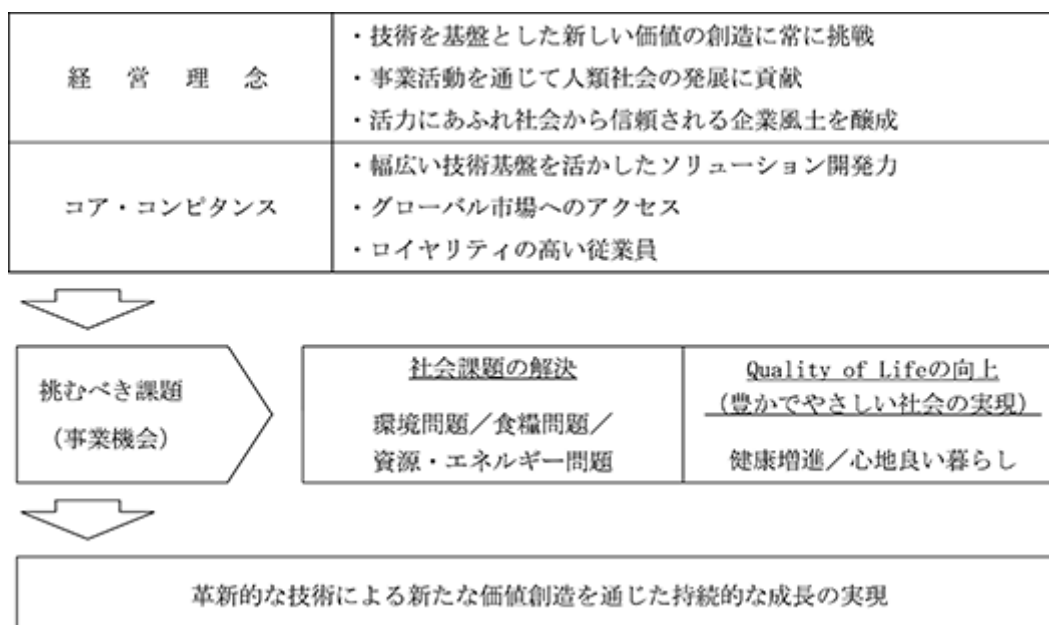 経営理念
・技術を基盤とした新しい価値の創造に常に挑戦
・事業活動を通じて人類社会の発展に貢献
・活力にあふれ社会から信頼される企業風土を醸成
コア・コンピタンス
・幅広い技術基盤を活かしたソリューション開発力
・グローバル市場へのアクセス
・ロイヤリティの高い従業員
挑むべき課題
（事業機会）
社会課題の解決
環境問題／食糧問題／
資源・エネルギー問題
Quality of Lifeの向上
（豊かでやさしい社会の実現）
健康増進／心地良い暮らし
革新的な技術による新たな価値創造を通じた持続的な成長の実現